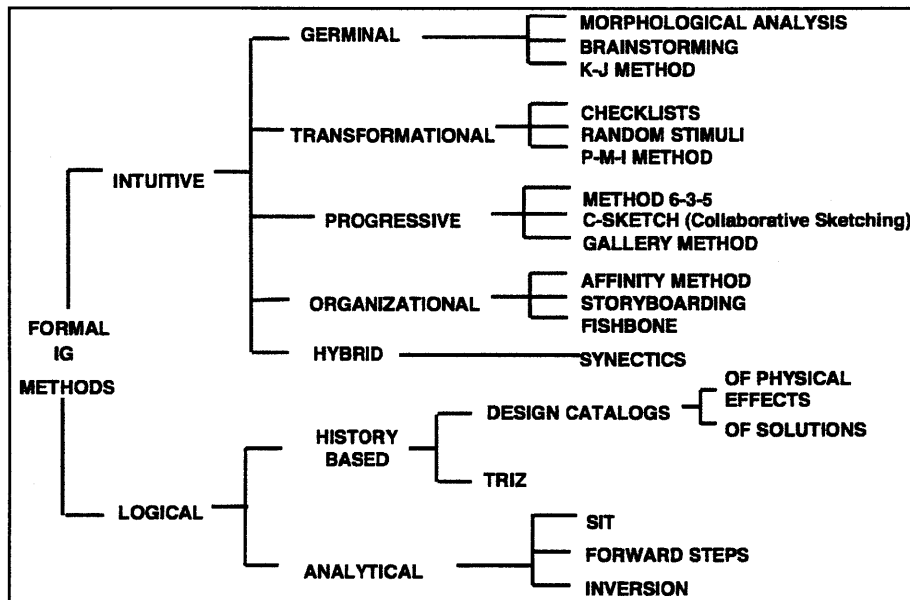 GERMINAL
MORPHOLOGICAL ANALYSIS
BRAINSTORMING
K-J METHOD
TRANSFORMATIONAL
CHECKLISTS
RANDOM STIMULI
P-M-I METHOD
INTUITIVE
PROGRESSIVE
METHOD 6-3-5
C-SKETCH (Collaborative Sketching)
GALLERY METHOD
ORGANIZATIONAL
AFFINITY METHOD
STORYBOARDING
FISHBONE
FORMAL
IG
METHODS
HYBRID
SYNECTICS
HISTORY
BASED
DESIGN CATALOGS
OF PHYSICAL
EFFECTS
OF SOLUTIONS
TRIZ
LOGICAL
ANALYTICAL
SIT
FORWARD STEPS
INVERSION